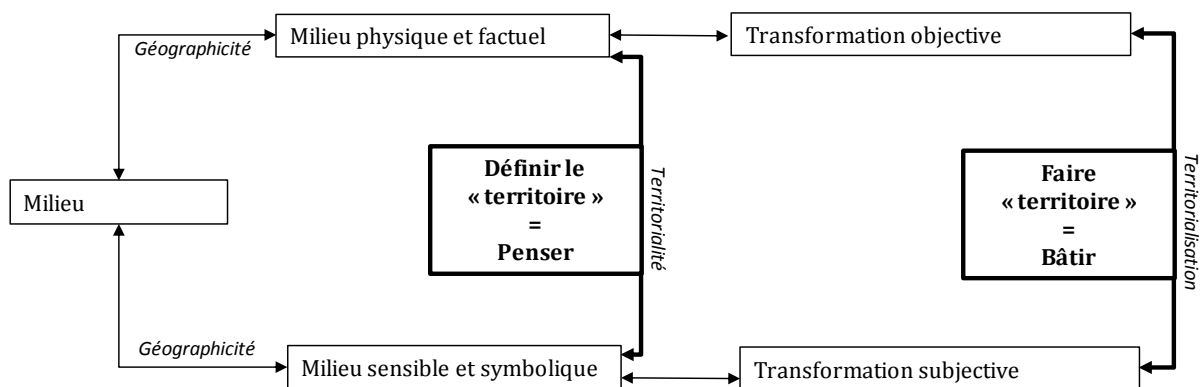 Géographicité
Milieu physique et factuel
Transformation objective
Milieu
Définir le
« territoire »
=
Penser
Territorialité
Faire
« territoire »
=
Bâtir
Territorialisation
Géographicité
Milieu sensible et symbolique
Transformation subjective